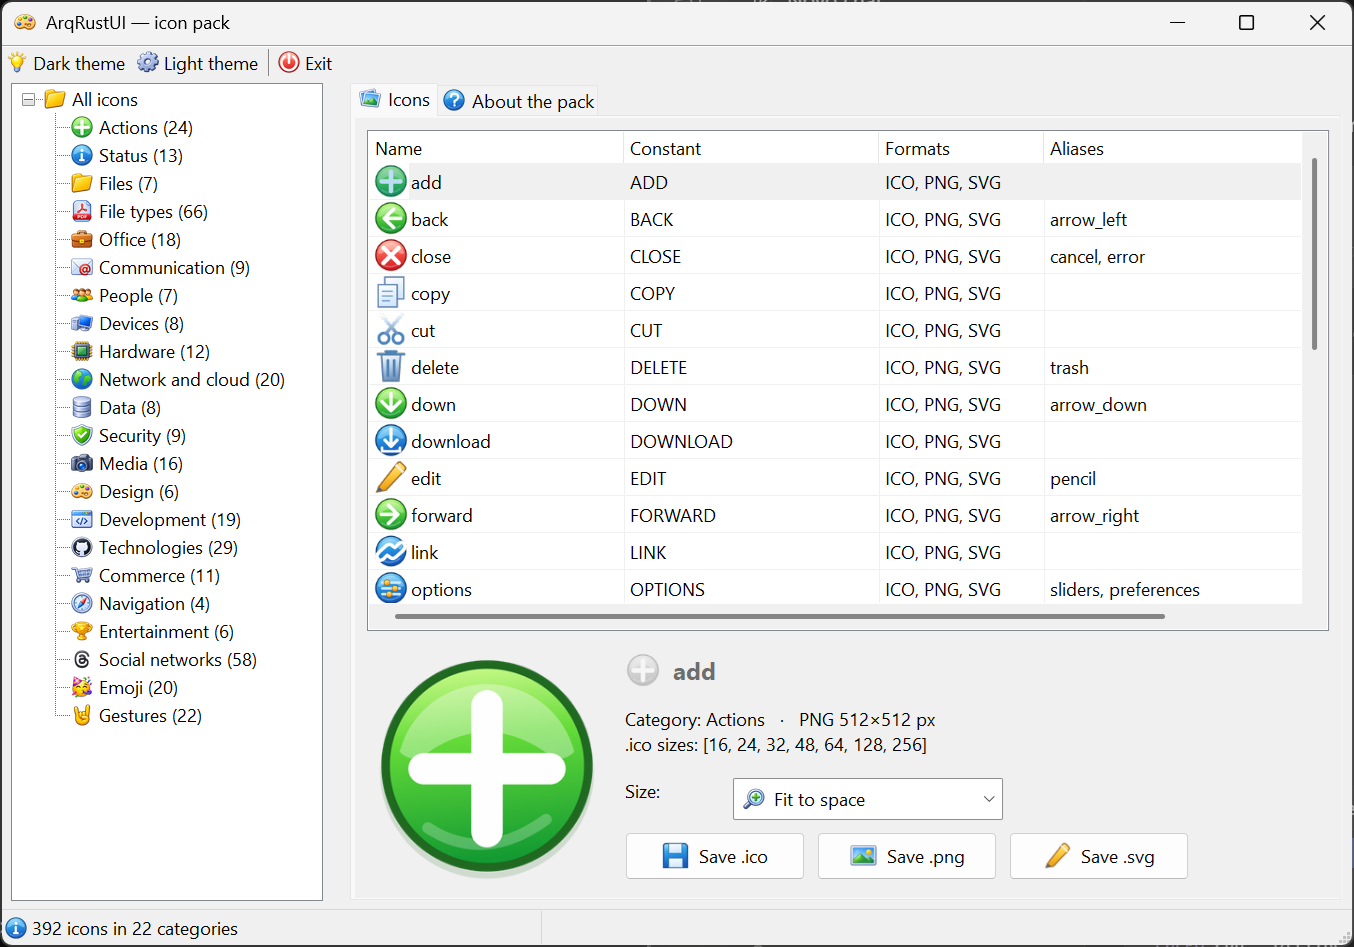 ArqRustUI — icon pack
Dark theme Light theme Exit
All icons
Actions (24)
Status (13)
Files (7)
File types (66)
Office (18)
Communication (9)
People (7)
Devices (8)
Hardware (12)
Network and cloud (20)
Data (8)
Security (9)
Media (16)
Design (6)
Development (19)
Technologies (29)
Commerce (11)
Navigation (4)
Entertainment (6)
Social networks (58)
Emoji (20)
Gestures (22)
Icons About the pack
Name Constant Formats Aliases
add ADD ICO, PNG, SVG
back BACK ICO, PNG, SVG arrow_left
close CLOSE ICO, PNG, SVG cancel, error
copy COPY ICO, PNG, SVG
cut CUT ICO, PNG, SVG
delete DELETE ICO, PNG, SVG trash
down DOWN ICO, PNG, SVG arrow_down
download DOWNLOAD ICO, PNG, SVG
edit EDIT ICO, PNG, SVG pencil
forward FORWARD ICO, PNG, SVG arrow_right
link LINK ICO, PNG, SVG
options OPTIONS ICO, PNG, SVG sliders, preferences
add
Category: Actions · PNG 512×512 px
.ico sizes: [16, 24, 32, 48, 64, 128, 256]
Size: Fit to space
Save .ico Save .png Save .svg
392 icons in 22 categories